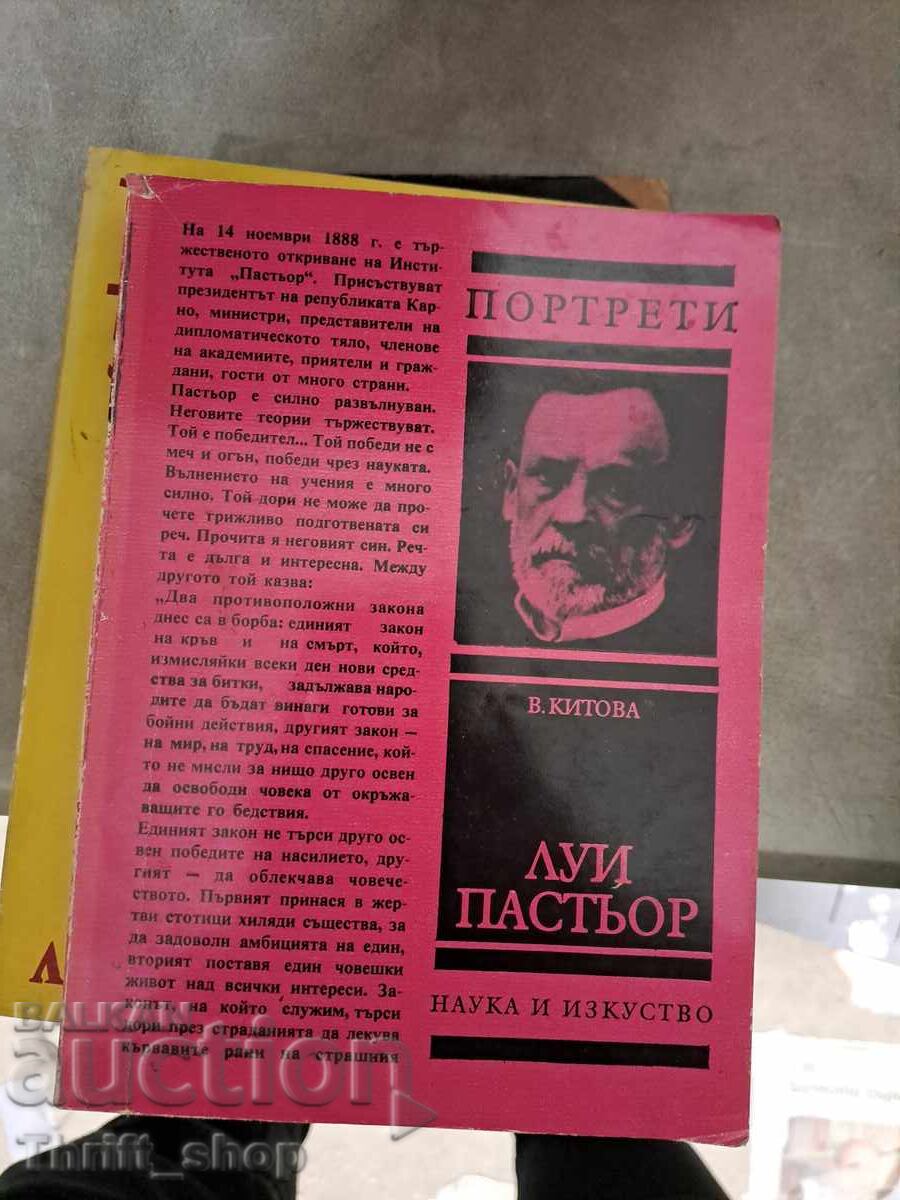 На 14 ноември 1888 г. е тър-
жественото откриване на Инсти-
тута „Пастьор“. Присъствуват
президентът на републиката Кар-
но, министри, представители на
дипломатическото тяло, членове
на академиите, приятели и граж-
дани, гости от много страни.
Пастьор е силно развълнуван.
Неговите теории тържествуват.
Той е победител... Той победи не с
меч и огън, победи чрез науката.
Вълнението на учения е много
силно. Той дори не може да про-
чете грижливо подготвената си
реч. Прочита я неговият син. Реч-
та е дълга и интересна. Между
другото той казва:
„Два противоположни закона
днес са в борба: единият закон
на кръв и на смърт, който,
измисляйки всеки ден нови сред-
ства за битки, задължава наро-
дите да бъдат винаги готови за
бойни действия, другият закон —
на мир, на труд, на спасение, кой-
то не мисли за нищо друго освен
да освободи човека от окръжа-
ващите го бедствия.
Единият закон не търси друго ос-
вен победите на насилието, дру-
гият — да облекчава човече-
ството. Първият принася в жер-
тви стотици хиляди същества, за
да задоволи амбицията на един,
вторият поставя един човешки
живот над всички интереси. За-
конът, на който служим, търси
дори през страданията да лекува
кървавите рани на страшния
ПОРТРЕТИ
В. КИТОВА
ЛУИ
ПАСТЬОР
НАУКА И ИЗКУСТВО
Л
BALKAN
auction
Thrift_shop